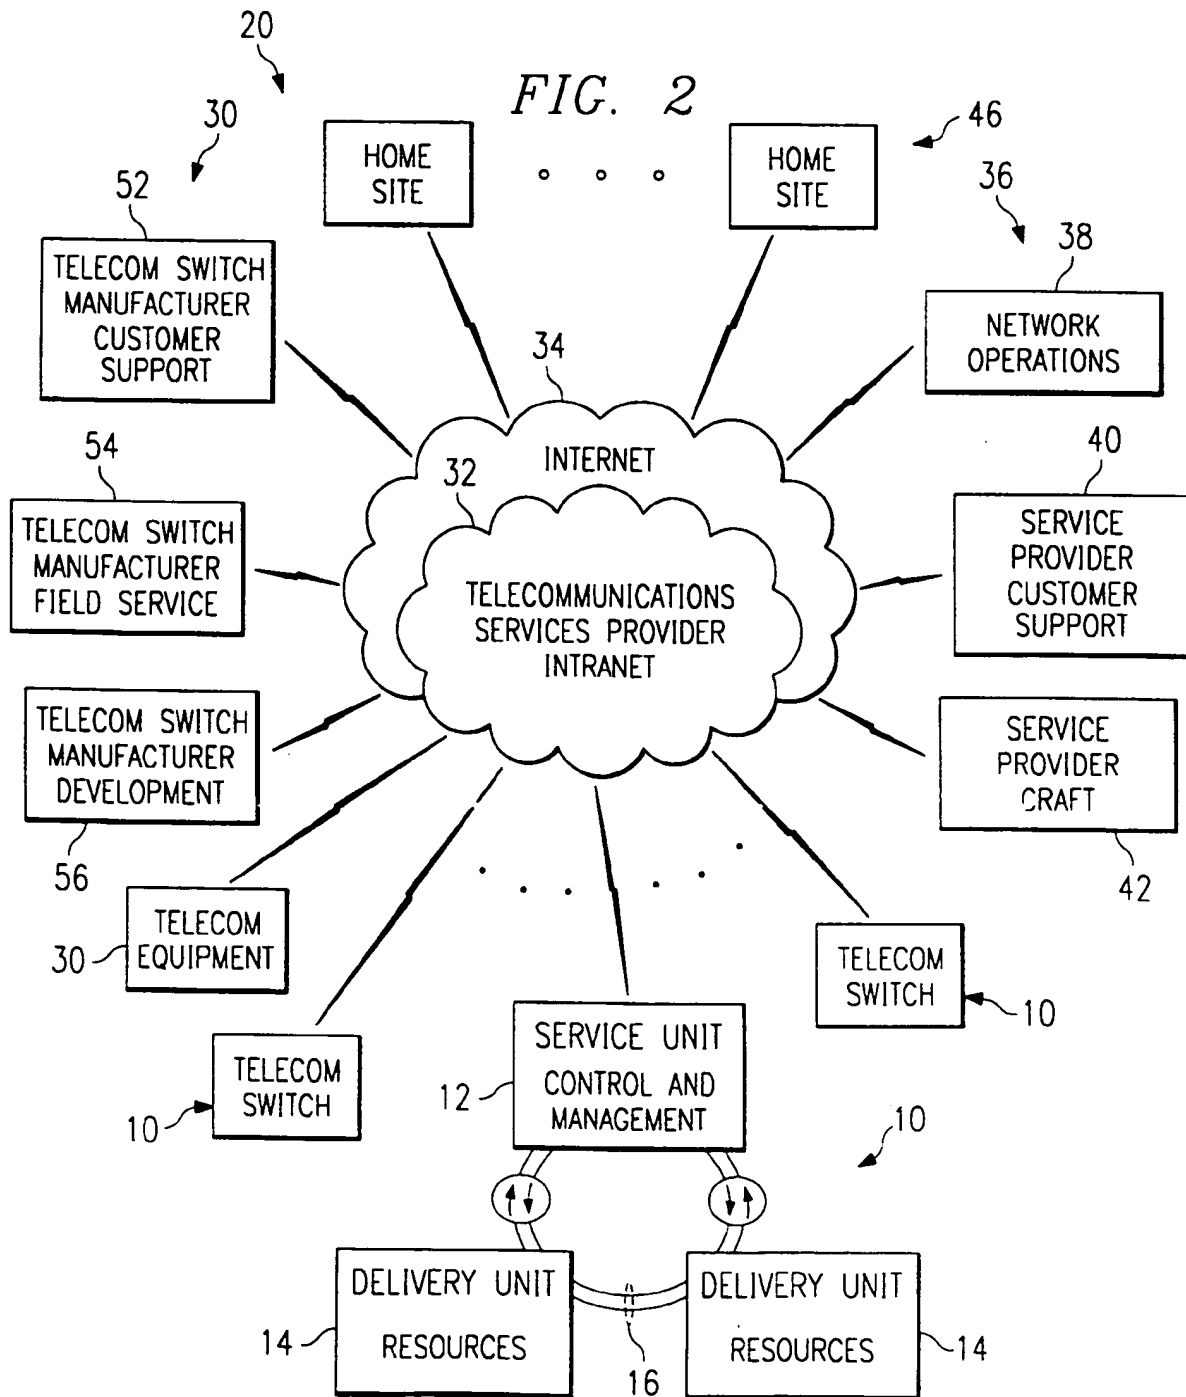 20
FIG. 2
30
46
HOME
SITE
HOME
SITE
36
52
38
TELECOM SWITCH
MANUFACTURER
CUSTOMER
SUPPORT
NETWORK
OPERATIONS
34
INTERNET
54
32
40
TELECOM SWITCH
MANUFACTURER
FIELD SERVICE
TELECOMMUNICATIONS
SERVICES PROVIDER
INTRANET
SERVICE
PROVIDER
CUSTOMER
SUPPORT
TELECOM SWITCH
MANUFACTURER
DEVELOPMENT
SERVICE
PROVIDER
CRAFT
56
42
TELECOM
EQUIPMENT
30
TELECOM
SWITCH
10
TELECOM
SWITCH
10
SERVICE UNIT
CONTROL AND
MANAGEMENT
12
10
DELIVERY UNIT
RESOURCES
14
DELIVERY UNIT
RESOURCES
14
16